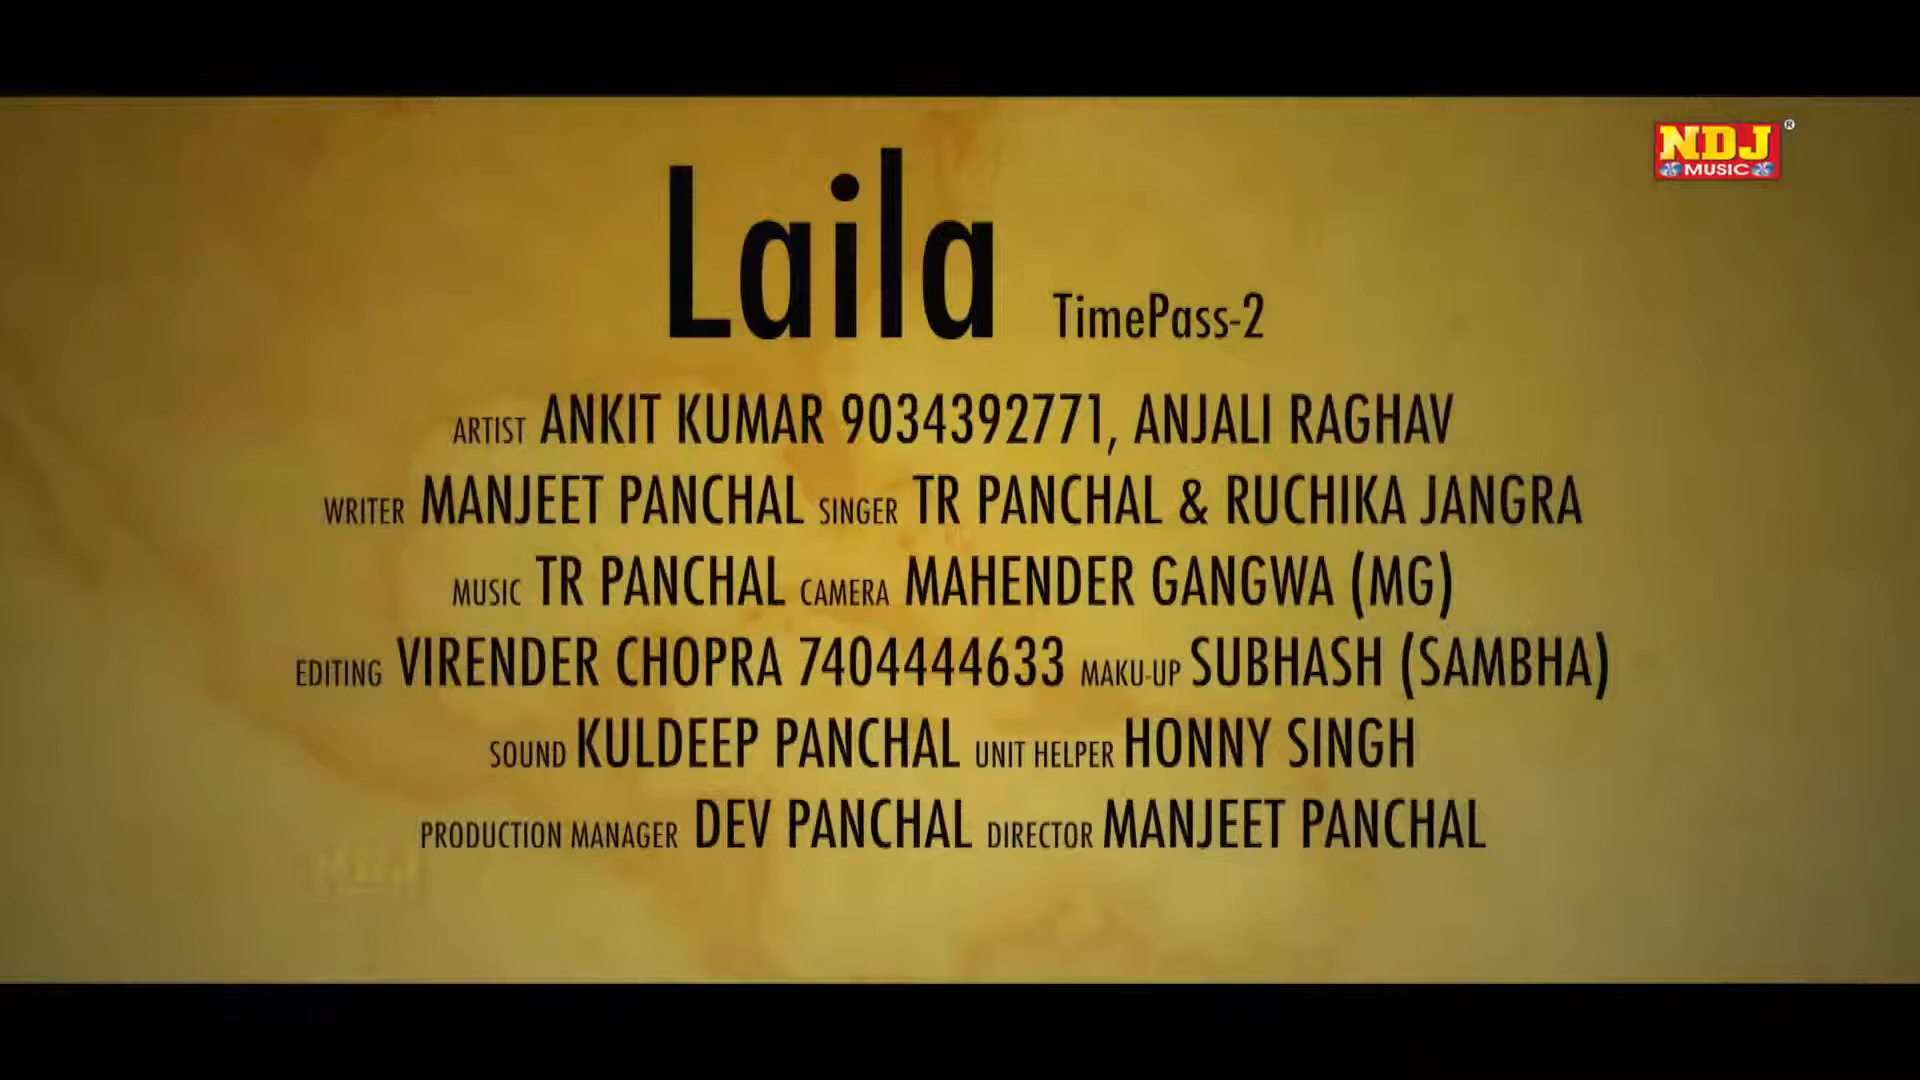 NDJ ®
MUSIC
Laila TimePass-2
ARTIST ANKIT KUMAR 9034392771, ANJALI RAGHAV
WRITER MANJEET PANCHAL SINGER TR PANCHAL & RUCHIKA JANGRA
MUSIC TR PANCHAL CAMERA MAHENDER GANGWA (MG)
EDITING VIRENDER CHOPRA 7404444633 MAKU-UP SUBHASH (SAMBHA)
SOUND KULDEEP PANCHAL UNIT HELPER HONNY SINGH
PRODUCTION MANAGER DEV PANCHAL DIRECTOR MANJEET PANCHAL
NDJ